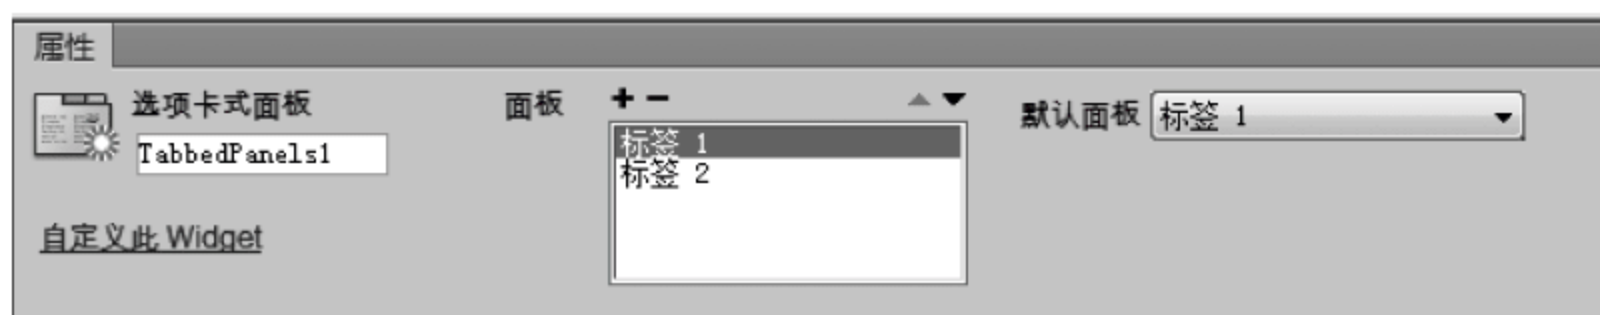 属性
选项卡式面板
TabbedPanels1
自定义此 Widget
面板
标签 1
标签 2
默认面板 标签 1